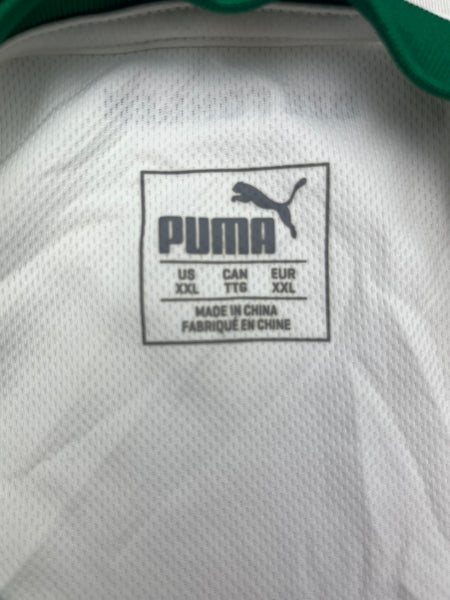 PUMA
US CAN EUR
XXL TTG XXL
MADE IN CHINA
FABRIQUÉ EN CHINE